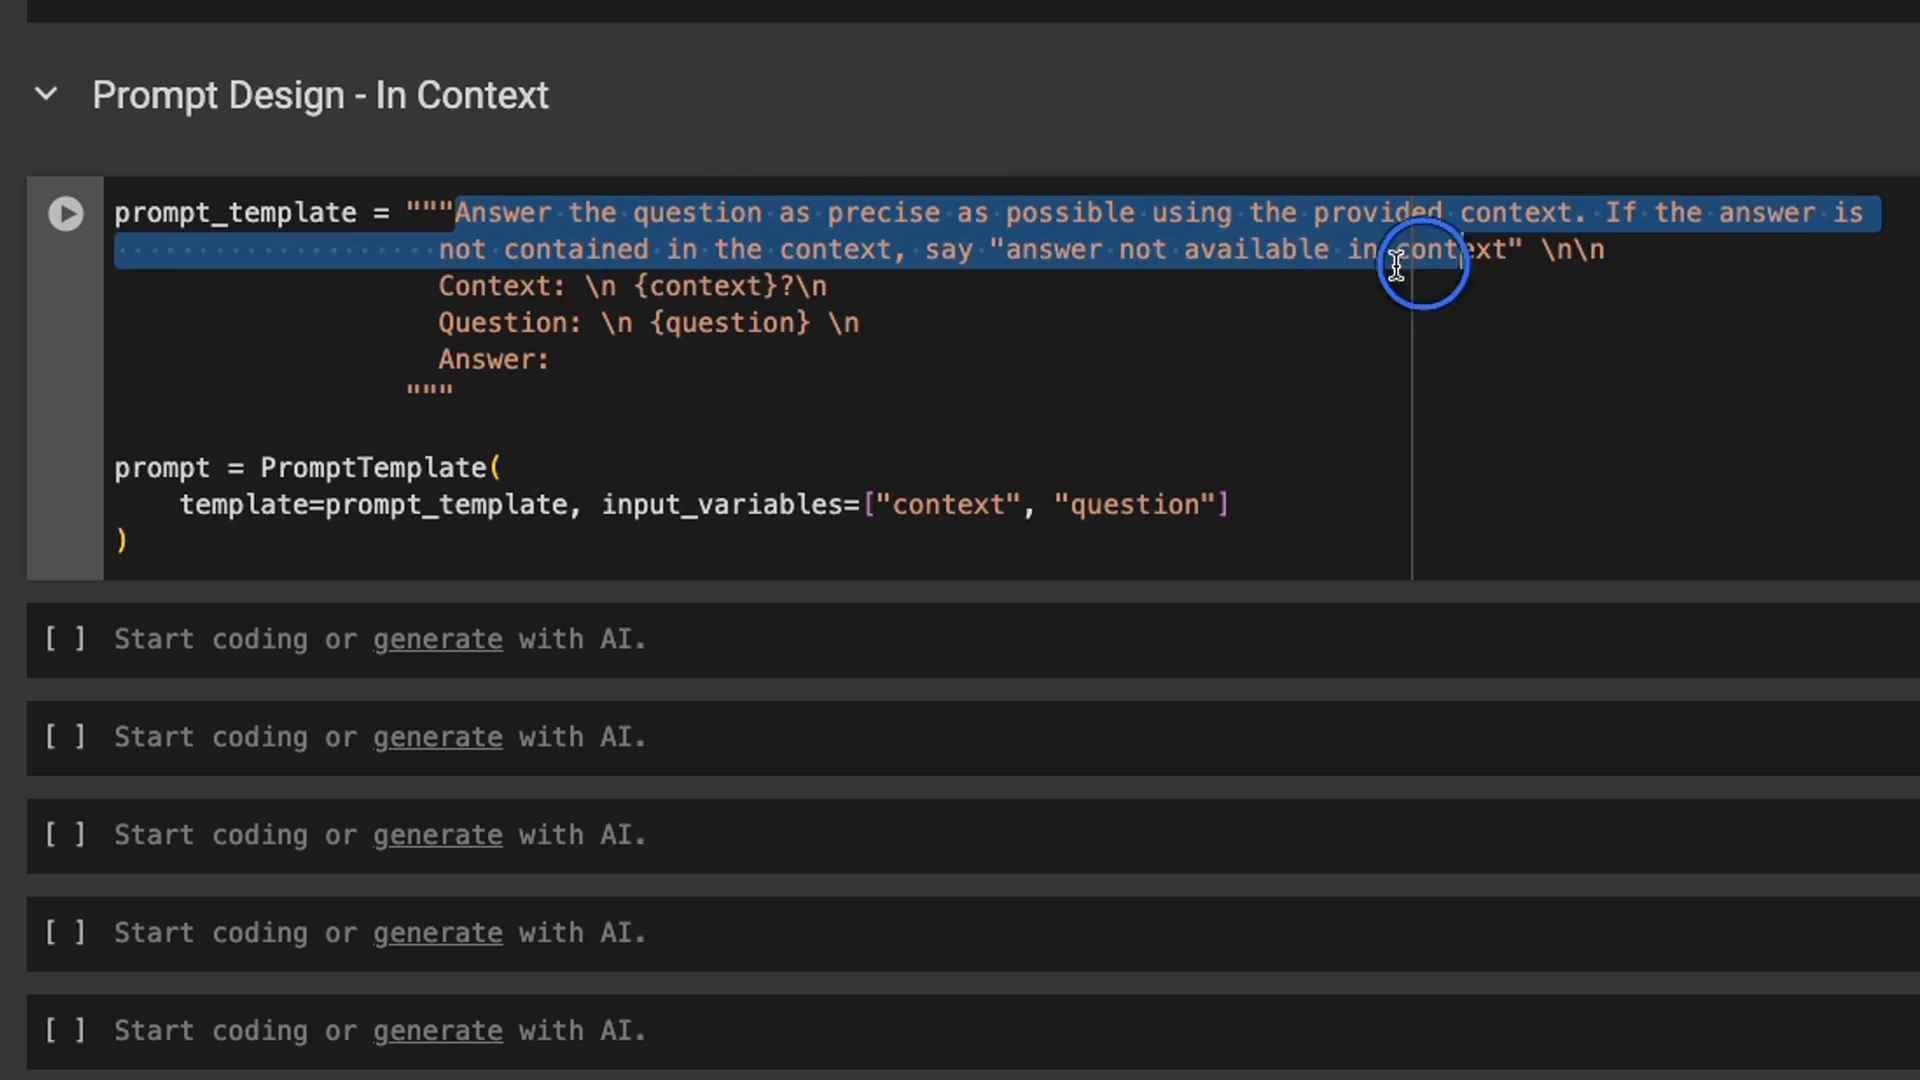 Prompt Design - In Context
prompt_template = """Answer the question as precise as possible using the provided context. If the answer is
not contained in the context, say "answer not available in context" \n\n
Context: \n {context}?\n
Question: \n {question} \n
Answer:
"""
prompt = PromptTemplate(
template=prompt_template, input_variables=["context", "question"]
)
[ ] Start coding or generate with AI.
[ ] Start coding or generate with AI.
[ ] Start coding or generate with AI.
[ ] Start coding or generate with AI.
[ ] Start coding or generate with AI.